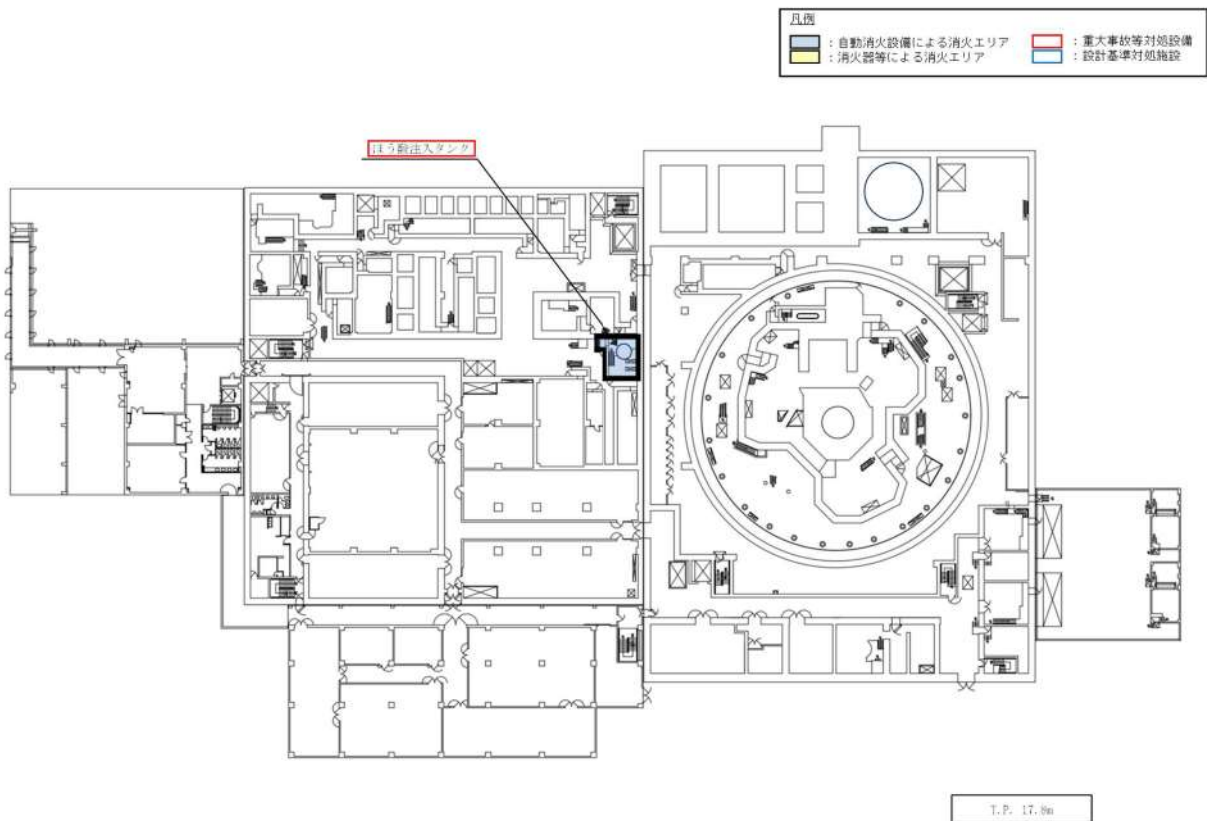 凡例
：自動消火設備による消火エリア
：重大事故等対処設備
：消火器等による消火エリア
：設計基準対処施設
ほう酸注入タンク
T.P. 17.8m